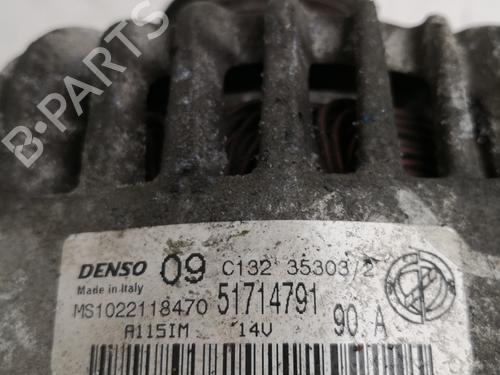 B-PARTS
DENSO 09 C132 35303/2
Made in Italy
MS1022118470 51714791
A115IM 14V 90 A